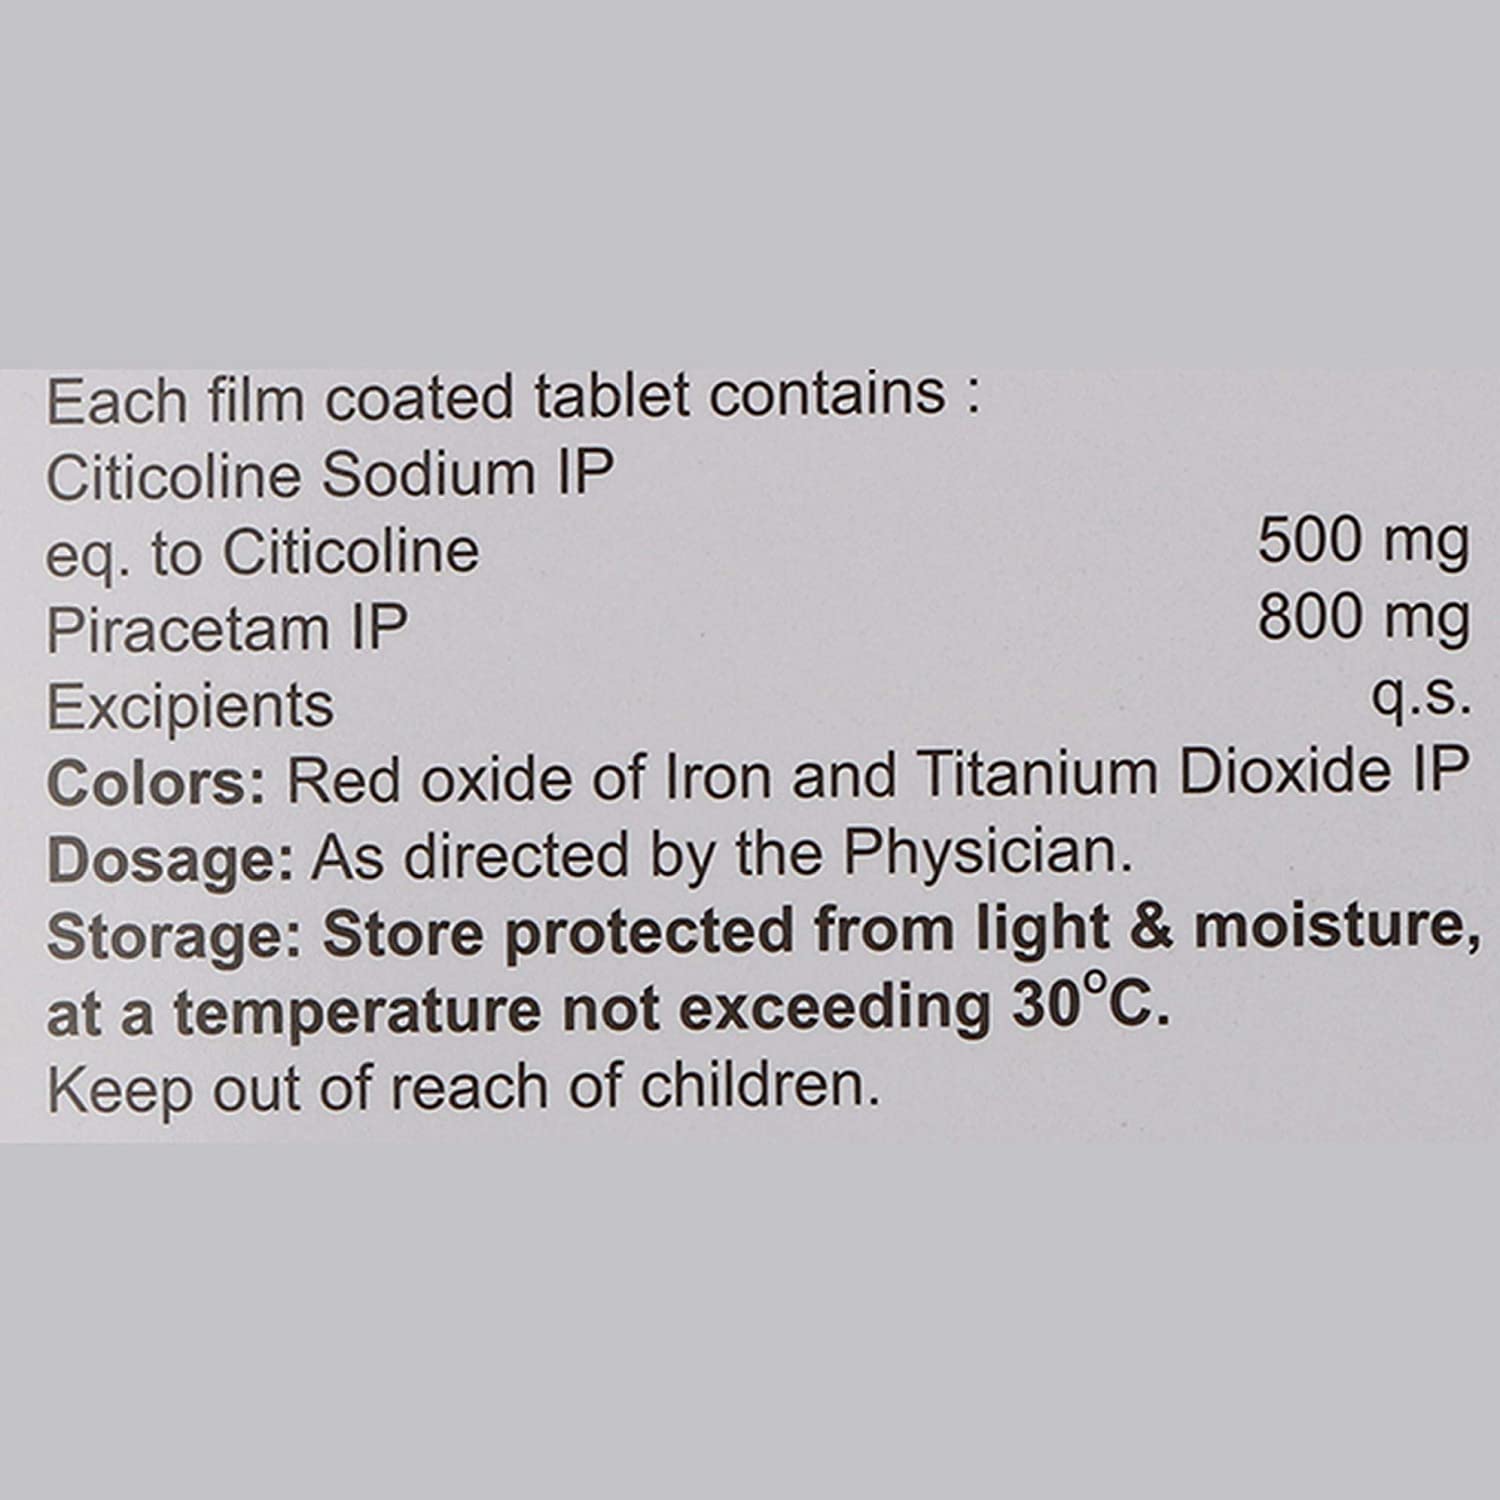 Each film coated tablet contains :
Citicoline Sodium IP
eq. to Citicoline 500 mg
Piracetam IP 800 mg
Excipients q.s.
Colors: Red oxide of Iron and Titanium Dioxide IP
Dosage: As directed by the Physician.
Storage: Store protected from light & moisture,
at a temperature not exceeding 30°C.
Keep out of reach of children.